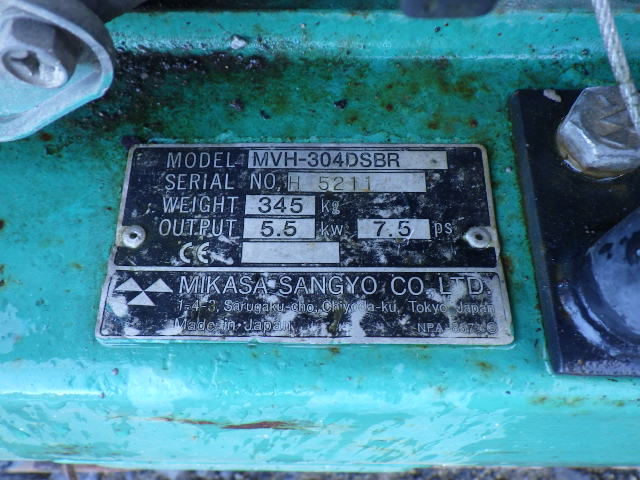 MODEL MVH-304DSBR
SERIAL NO. H 5211
WEIGHT 345 kg
OUTPUT 5.5 kw 7.5 ps
CE
MIKASA SANGYO CO., LTD.
1-4-3, Sarugaku-cho, Chiyoda-ku, Tokyo, Japan
Made in Japan